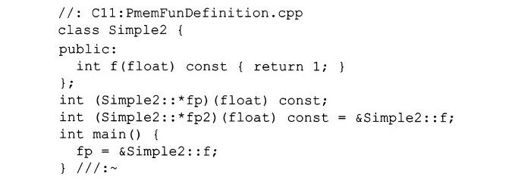 //: C11:PmemFunDefinition.cpp
class Simple2 {
public:
  int f(float) const { return 1; }
};
int (Simple2::*fp)(float) const;
int (Simple2::*fp2)(float) const = &Simple2::f;
int main() {
  fp = &Simple2::f;
} ///:~